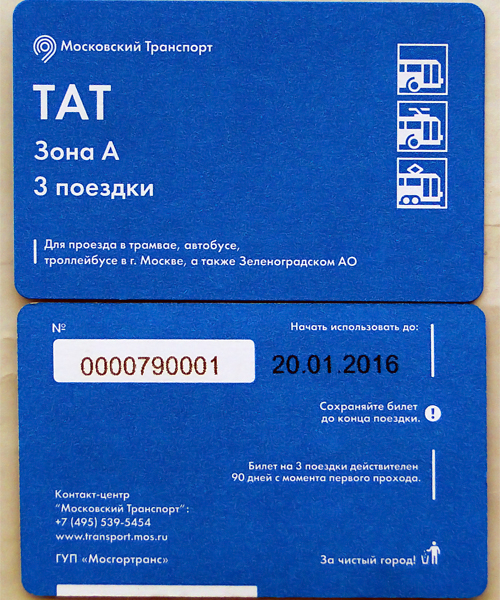 Московский Транспорт
ТАТ
Зона А
3 поездки
Для проезда в трамвае, автобусе,
троллейбусе в г. Москве, а также Зеленоградском АО
№
0000790001
Начать использовать до:
20.01.2016
Сохраняйте билет
до конца поездки.
Билет на 3 поездки действителен
90 дней с момента первого прохода.
Контакт-центр
“Московский Транспорт”:
+7 (495) 539-5454
www.transport.mos.ru
ГУП «Мосгортранс»
За чистый город!